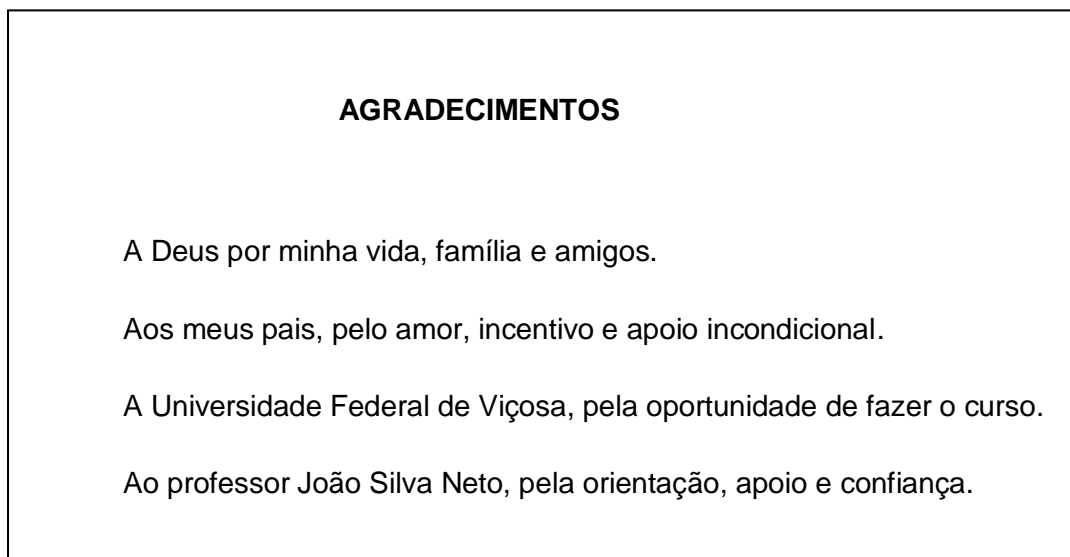 AGRADECIMENTOS
A Deus por minha vida, família e amigos.
Aos meus pais, pelo amor, incentivo e apoio incondicional.
A Universidade Federal de Viçosa, pela oportunidade de fazer o curso.
Ao professor João Silva Neto, pela orientação, apoio e confiança.